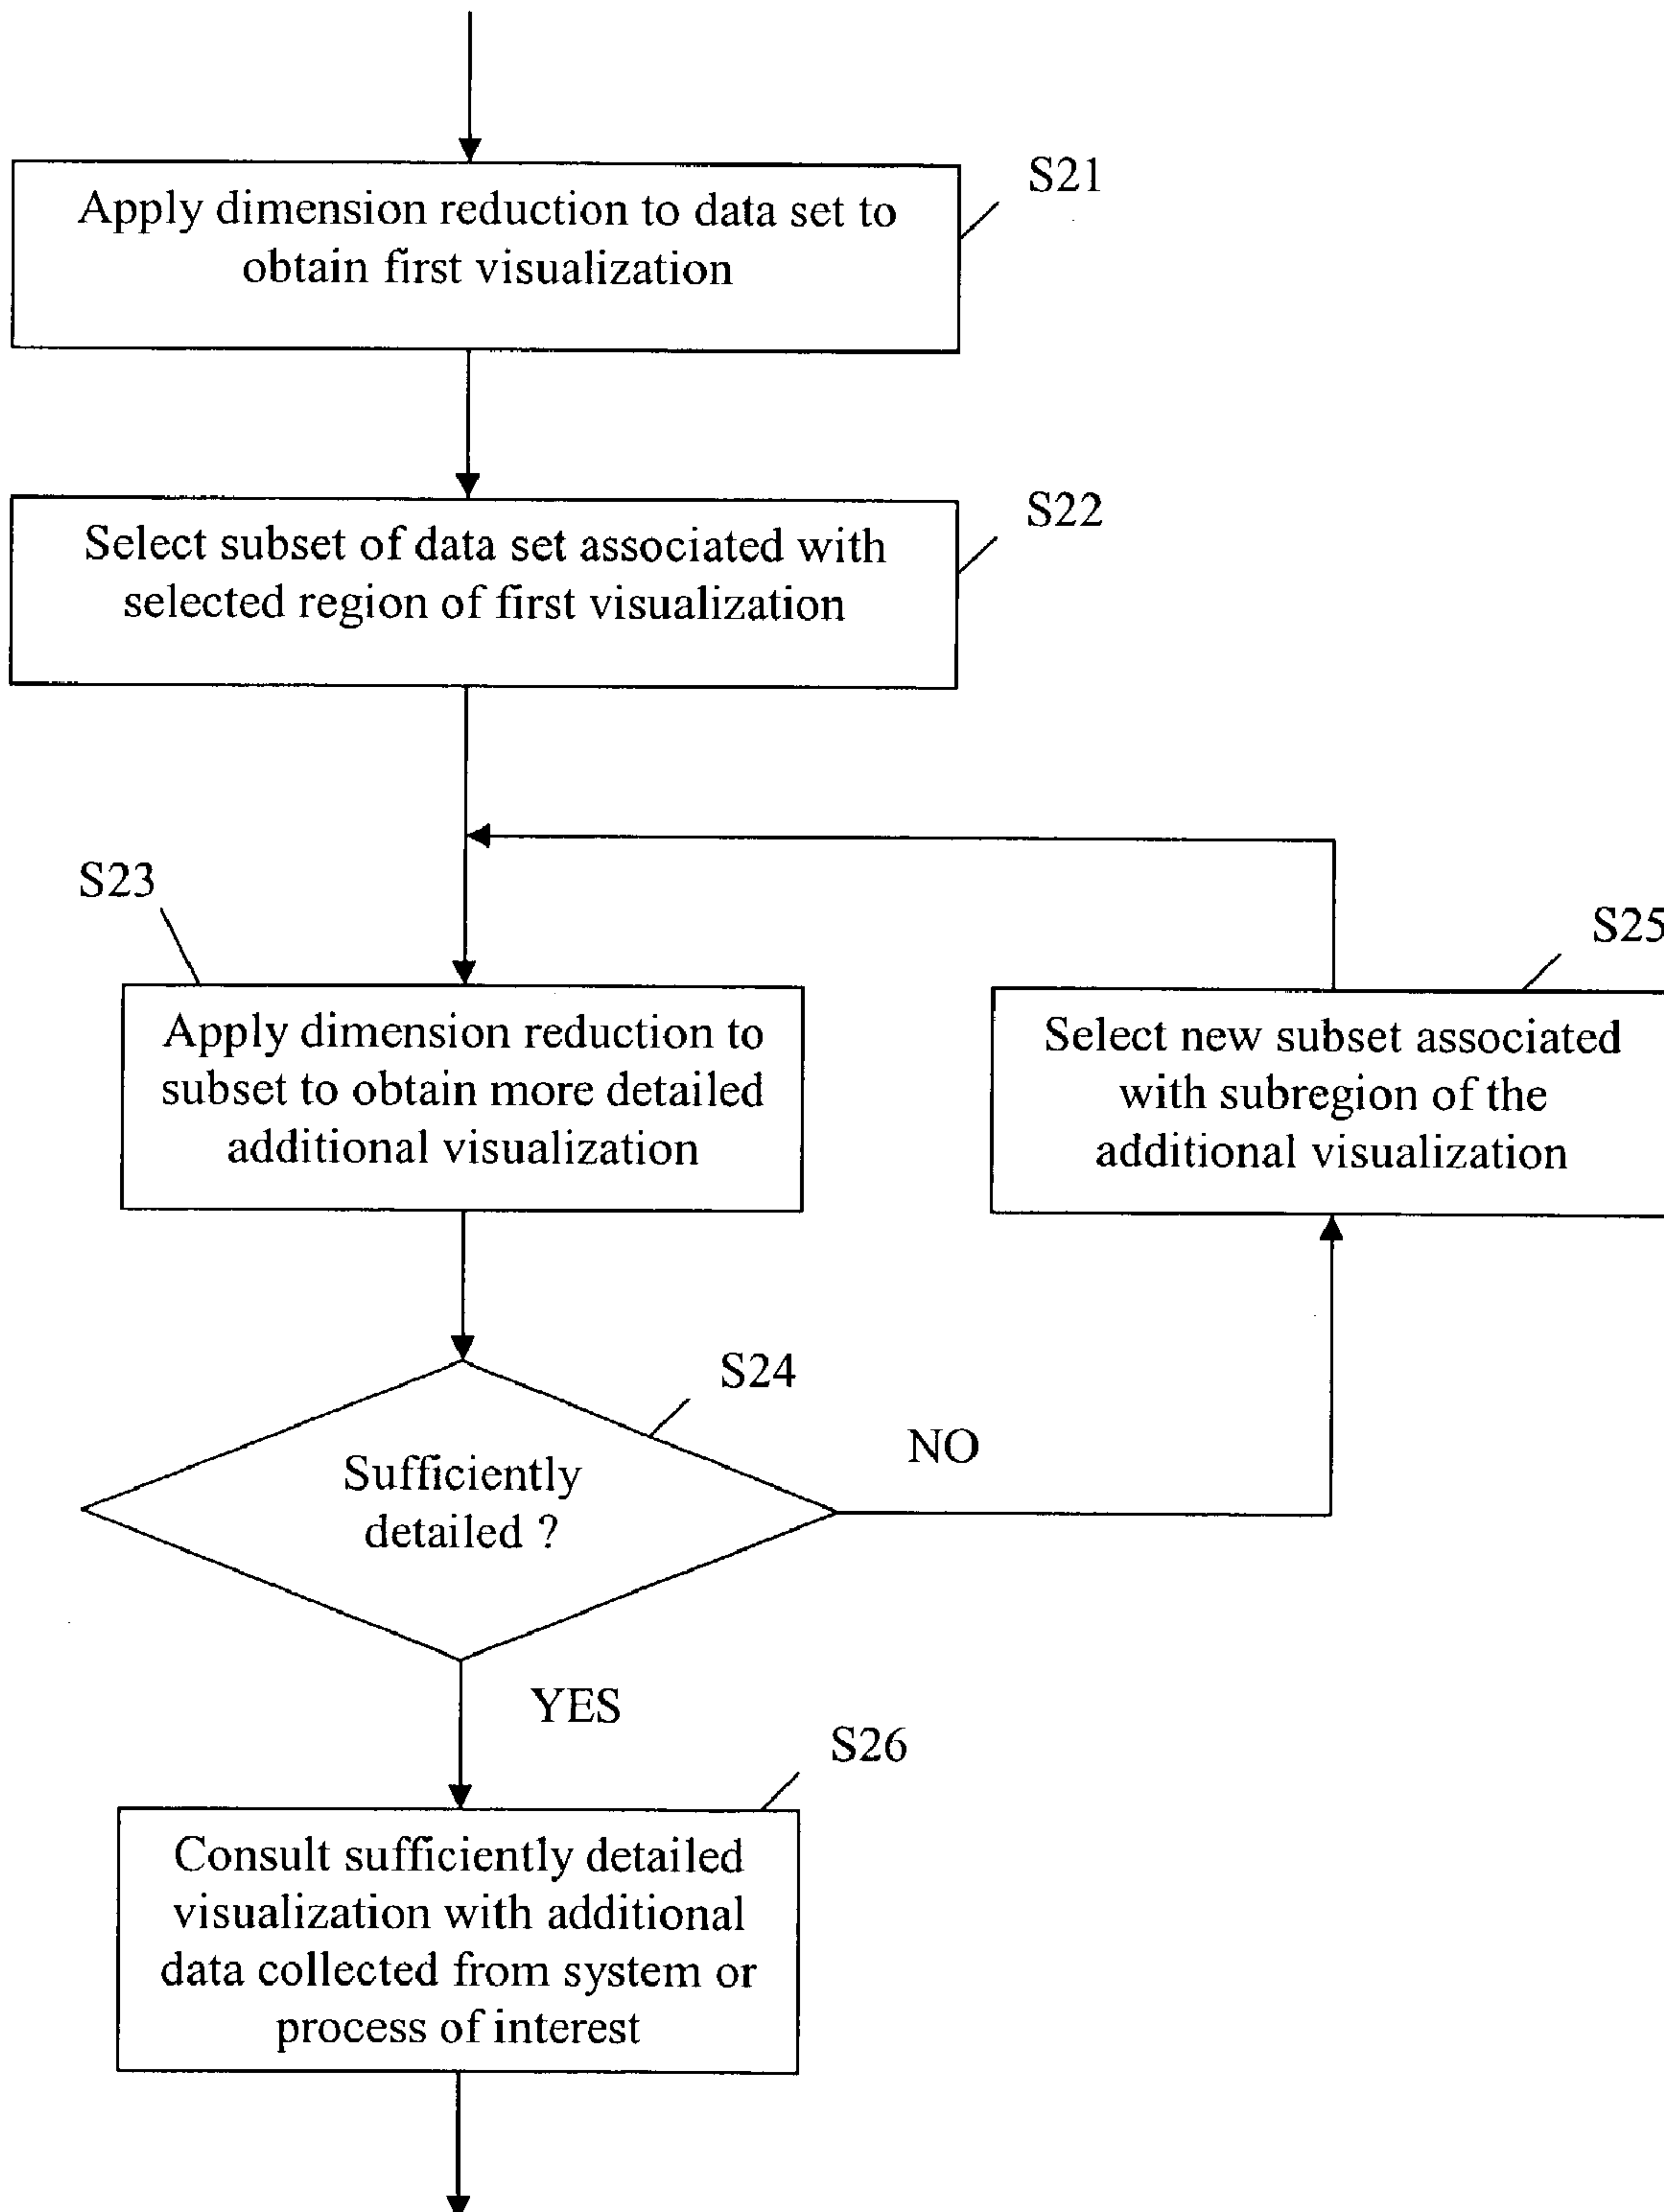 S21
Apply dimension reduction to data set to
obtain first visualization
S22
Select subset of data set associated with
selected region of first visualization
S23
S25
Apply dimension reduction to
subset to obtain more detailed
additional visualization
Select new subset associated
with subregion of the
additional visualization
S24
NO
Sufficiently
detailed ?
YES
S26
Consult sufficiently detailed
visualization with additional
data collected from system or
process of interest